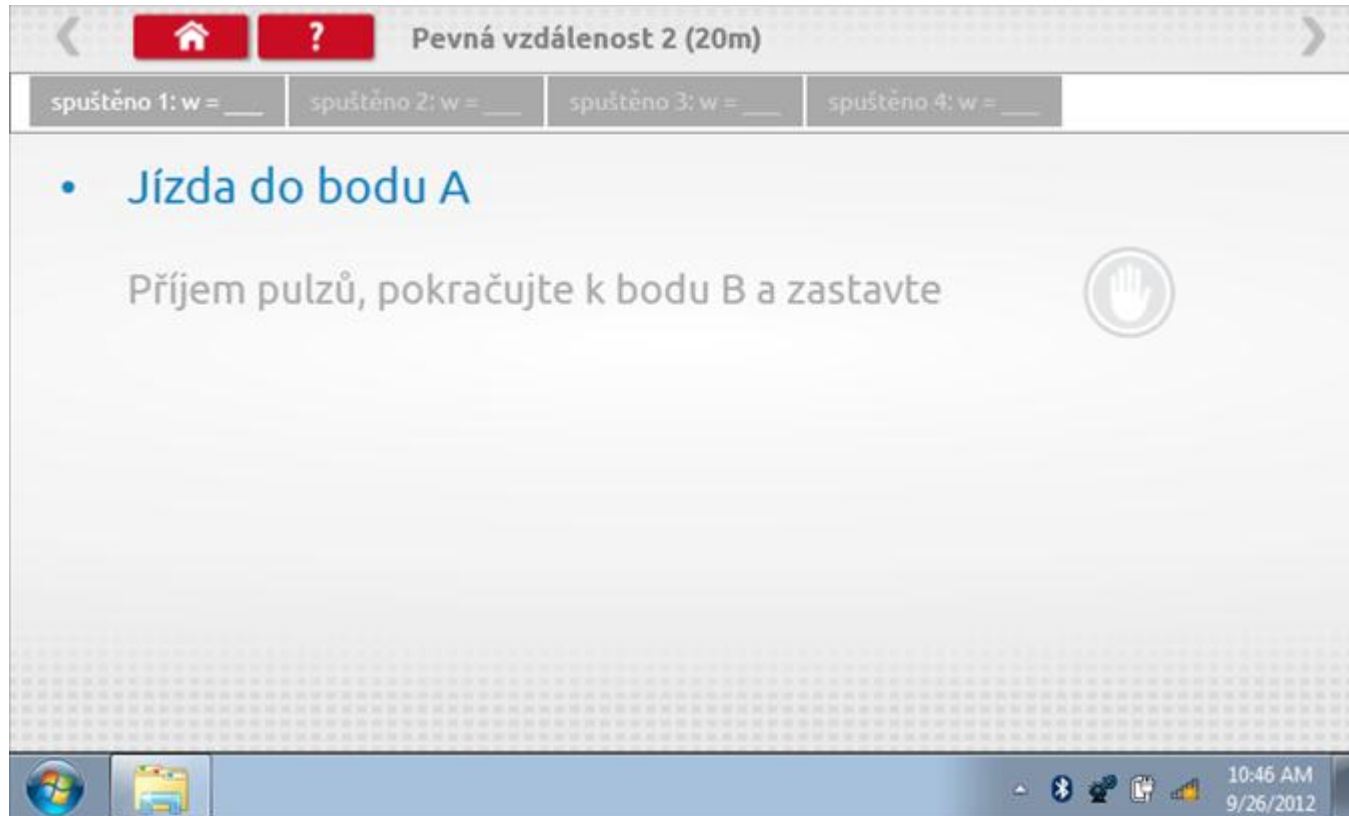 ? Pevná vzdálenost 2 (20m)
spuštěno 1: w = ___ spuštěno 2: w = ___ spuštěno 3: w = ___ spuštěno 4: w = ___
• Jízda do bodu A
Příjem pulzů, pokračujte k bodu B a zastavte
10:46 AM
9/26/2012